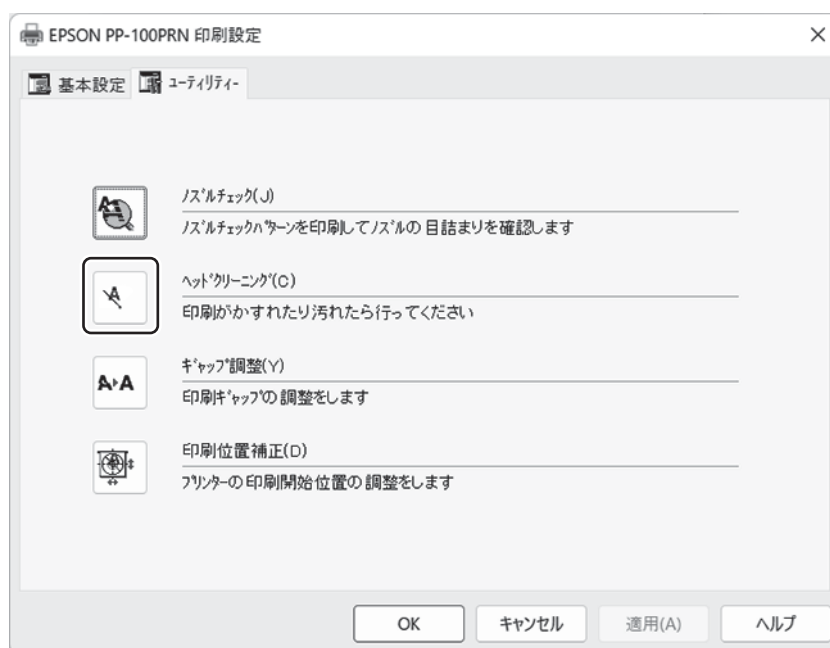 EPSON PP-100PRN 印刷設定
基本設定 ﾕｰﾃｨﾘﾃｨｰ
ﾉｽﾞﾙﾁｪｯｸ(J)
ﾉｽﾞﾙﾁｪｯｸﾊﾟﾀｰﾝを印刷してﾉｽﾞﾙの目詰まりを確認します
ﾍｯﾄﾞｸﾘｰﾆﾝｸﾞ(C)
印刷がかすれたり汚れたら行ってください
ｷﾞｬｯﾌﾟ調整(Y)
印刷ｷﾞｬｯﾌﾟの調整をします
印刷位置補正(D)
ﾌﾟﾘﾝﾀｰの印刷開始位置の調整をします
OK キャンセル 適用(A) ヘルプ